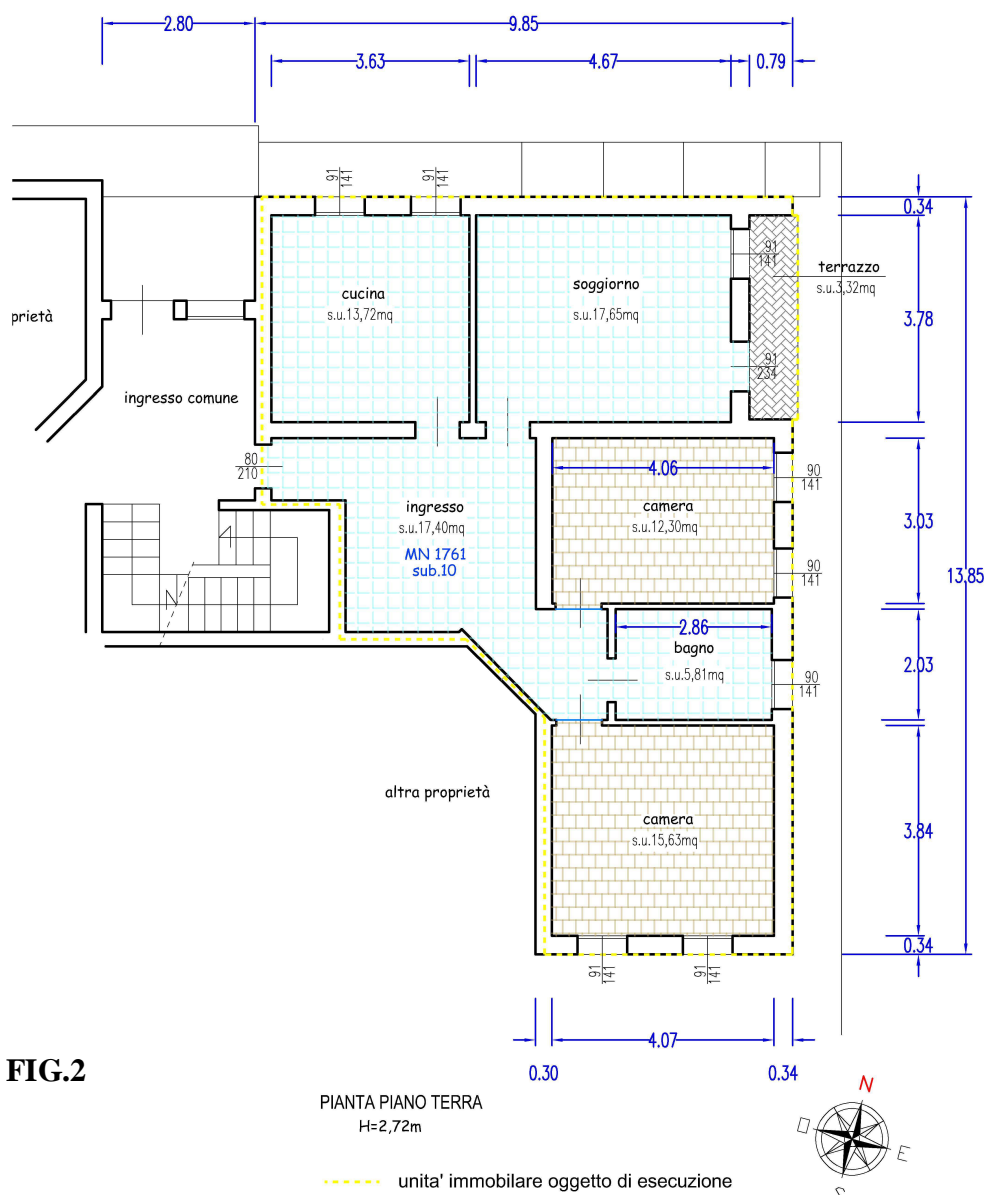 2.80
9.85
3.63
4.67
0.79
91
141
91
141
0.34
91
141
terrazzo
s.u.3,32mq
cucina
s.u.13,72mq
soggiorno
s.u.17,65mq
prietà
3.78
91
234
ingresso comune
80
210
4.06
90
141
ingresso
s.u.17,40mq
camera
s.u.12,30mq
3.03
MN 1761
sub.10
90
141
13.85
2.86
bagno
s.u.5,81mq
2.03
90
141
altra proprietà
camera
s.u.15,63mq
3.84
0.34
91
141
91
141
4.07
0.30
0.34
FIG.2
PIANTA PIANO TERRA
H=2,72m
N
O
E
unita' immobilare oggetto di esecuzione